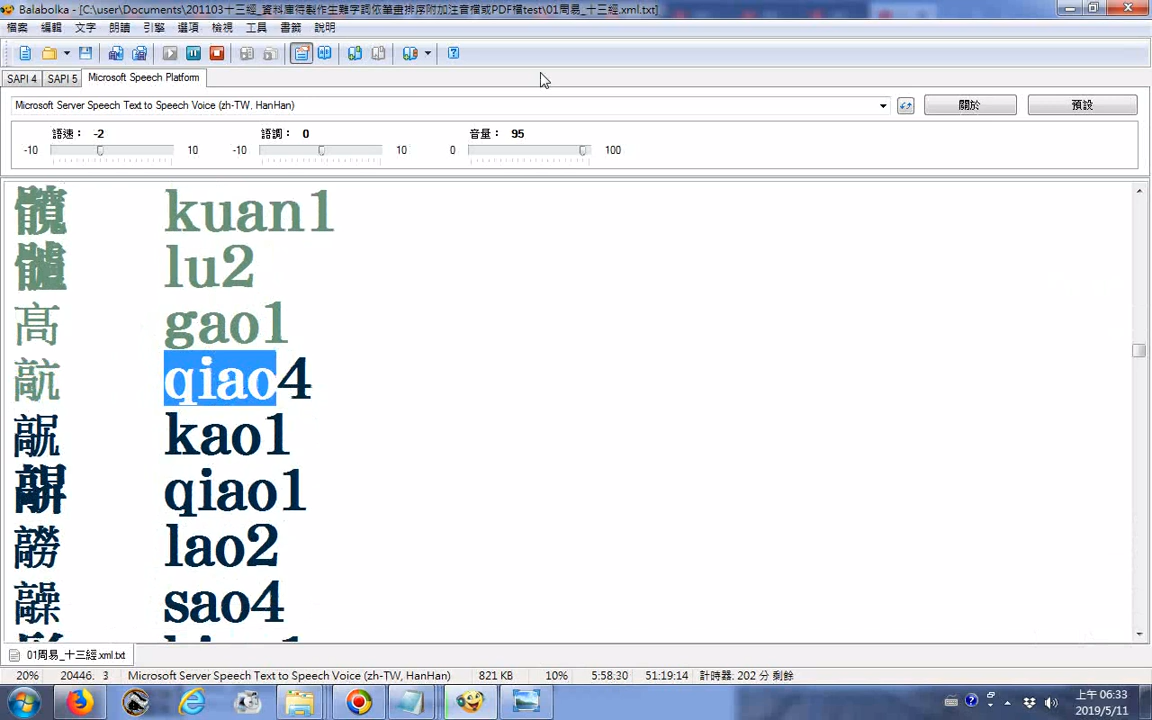 Balabolka - [C:\user\Documents\201103十三經_資料庫待製作生難字詞依筆畫排序附加注音檔或PDF檔test\01周易_十三經.xml.txt]
檔案 編輯 文字 朗讀 引擎 選項 檢視 工具 書籤 說明
SAPI 4 SAPI 5 Microsoft Speech Platform
Microsoft Server Speech Text to Speech Voice (zh-TW, HanHan) 關於 預設
語速： -2 語調： 0 音量： 95
-10 10 -10 10 0 100
髖 kuan1
髗 lu2
髙 gao1
髚 qiao4
髛 kao1
髜 qiao1
髝 lao2
髞 sao4
01周易_十三經.xml.txt
20% 20446. 3 Microsoft Server Speech Text to Speech Voice (zh-TW, HanHan) 821 KB 10% 5:58:30 51:19:14 計時器: 202 分 剩餘
上午 06:33
2019/5/11